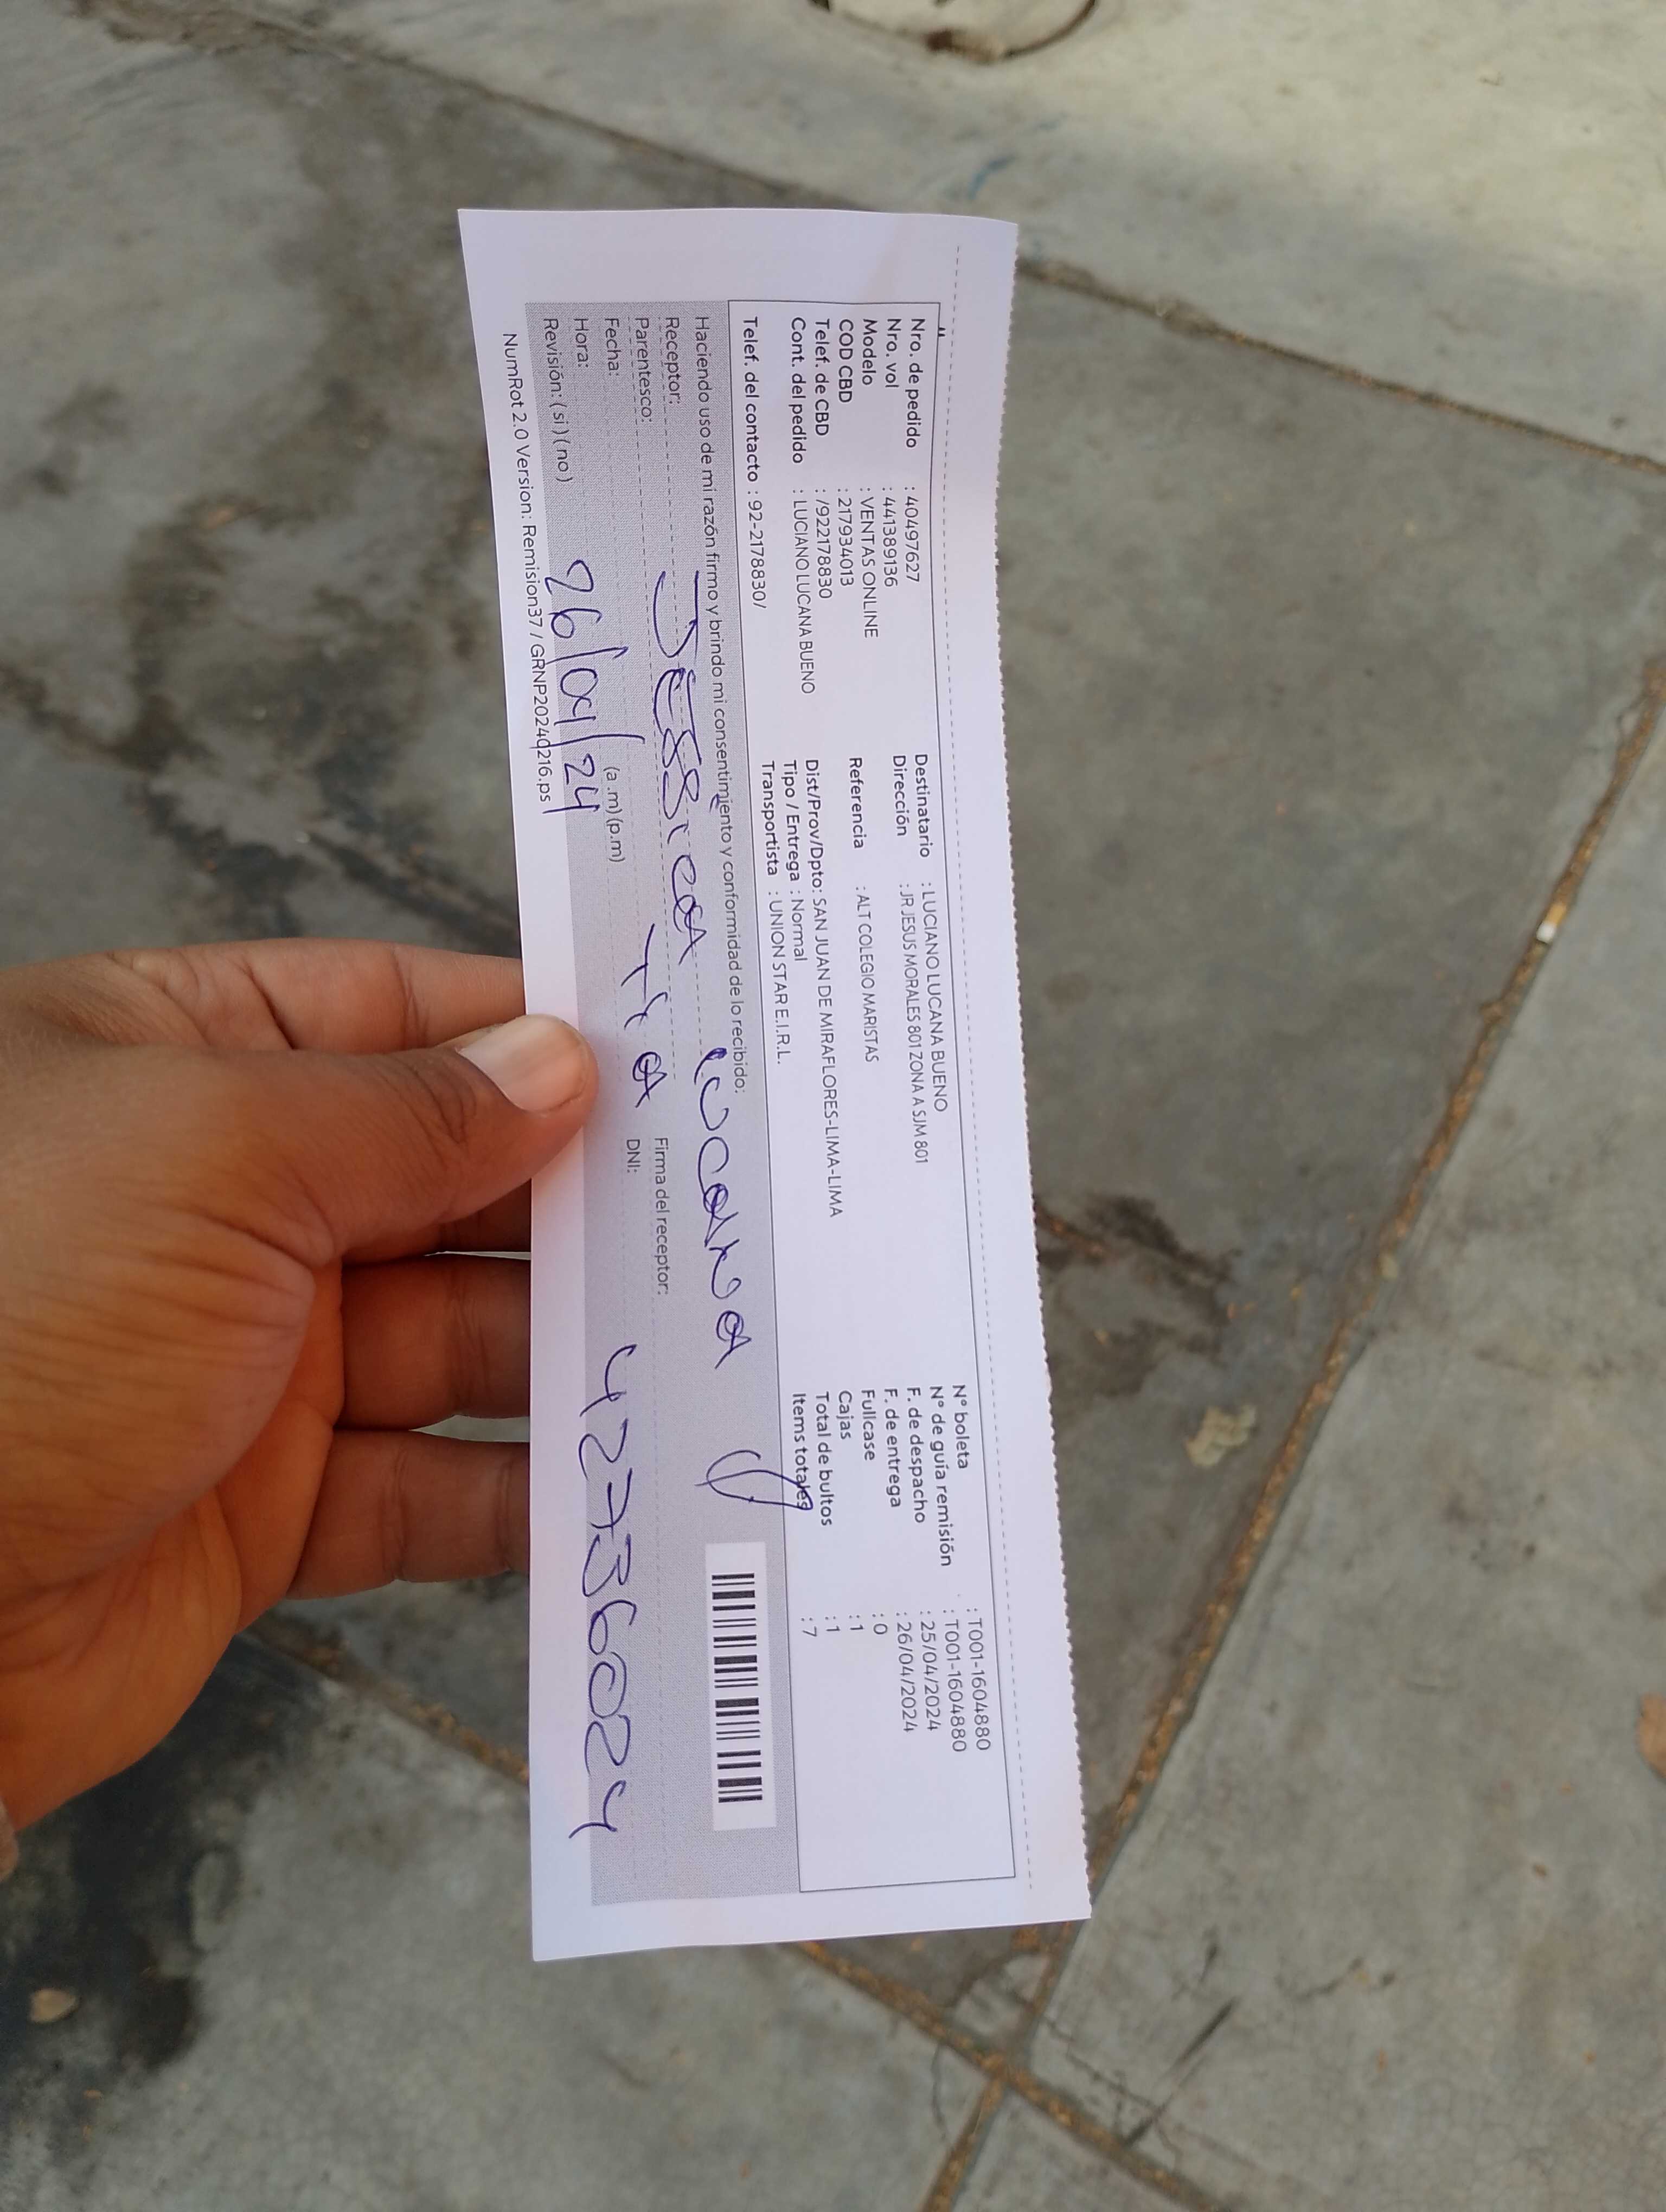 Nro. de pedido : 40497627
Nro. vol : 441389136
Modelo : VENTAS ONLINE
COD CBD : 217934013
Telef. de CBD : /922178830
Cont. del pedido : LUCIANO LUCANA BUENO
Telef. del contacto : 92-2178830/
Destinatario : LUCIANO LUCANA BUENO
Dirección : JR JESUS MORALES 801 ZONA A SJM 801
Referencia : ALT COLEGIO MARISTAS
Dist/Prov/Dpto: SAN JUAN DE MIRAFLORES-LIMA-LIMA
Tipo / Entrega : Normal
Transportista : UNION STAR E.I.R.L.
N° boleta : T001-1604880
N° de guía remisión : T001-1604880
F. de despacho : 25/04/2024
F. de entrega : 26/04/2024
Fullcase : 0
Cajas : 1
Total de bultos : 1
Items totales : 7
Haciendo uso de mi razón firmo y brindo mi consentimiento y conformidad de lo recibido:
Receptor: Jessica Lucana
Parentesco: Tia
Firma del receptor:
Fecha:
DNI: 42736024
Hora: (a .m) (p.m)
26/04/24
Revisión: ( si ) ( no )
NumRot 2.0 Version: Remision37 / GRNP20240216.ps